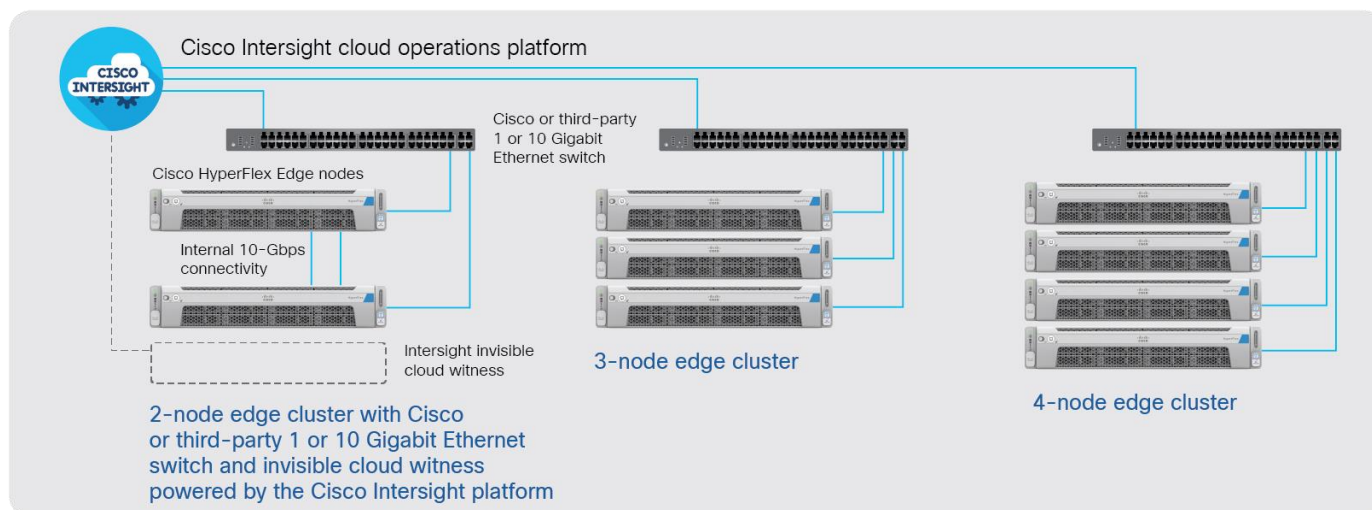 Cisco Intersight cloud operations platform
CISCO
INTERSIGHT
Cisco or third-party
1 or 10 Gigabit
Ethernet switch
Cisco HyperFlex Edge nodes
Internal 10-Gbps
connectivity
Intersight invisible
cloud witness
2-node edge cluster with Cisco
or third-party 1 or 10 Gigabit Ethernet
switch and invisible cloud witness
powered by the Cisco Intersight platform
3-node edge cluster
4-node edge cluster